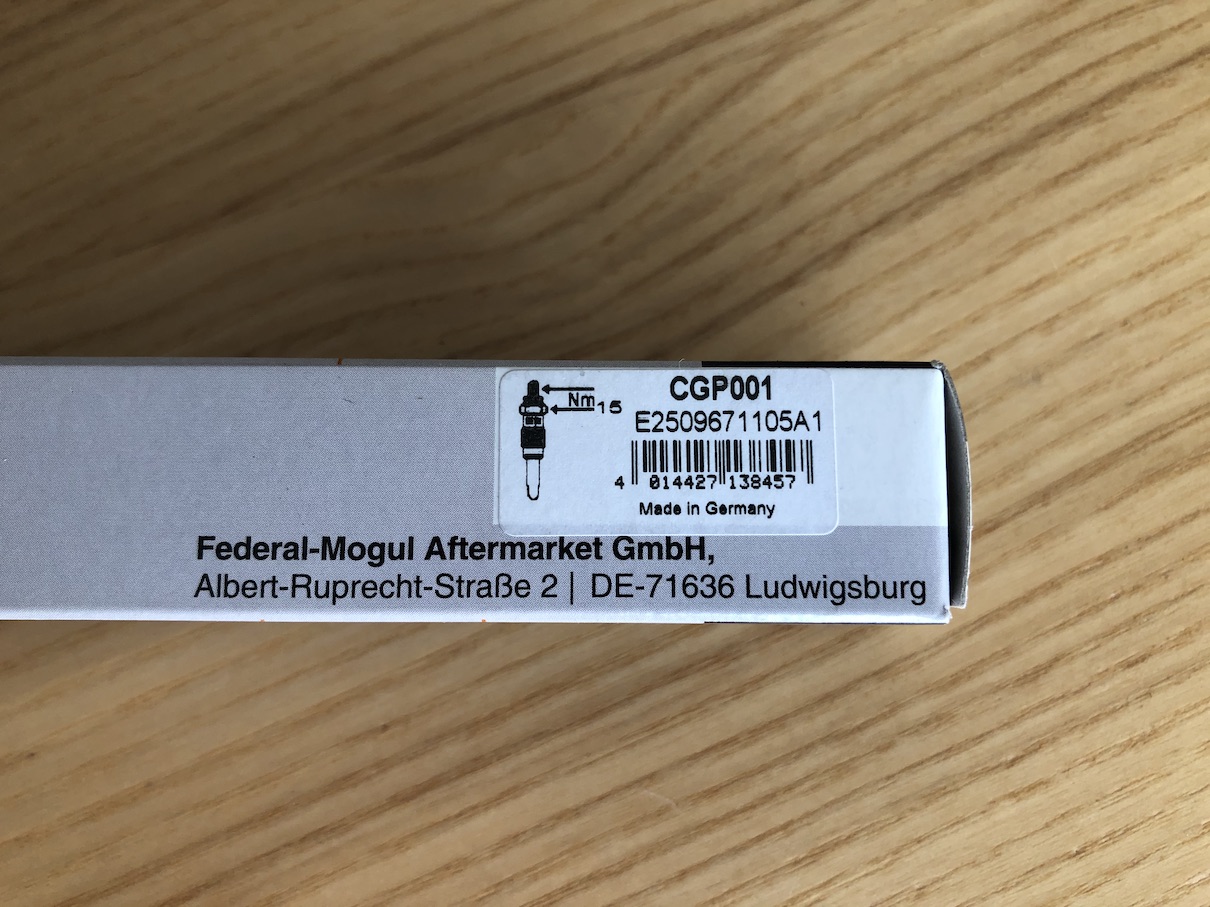 CGP001
Nm 15
E2509671105A1
4 014427 138457
Made in Germany
Federal-Mogul Aftermarket GmbH,
Albert-Ruprecht-Straße 2 | DE-71636 Ludwigsburg